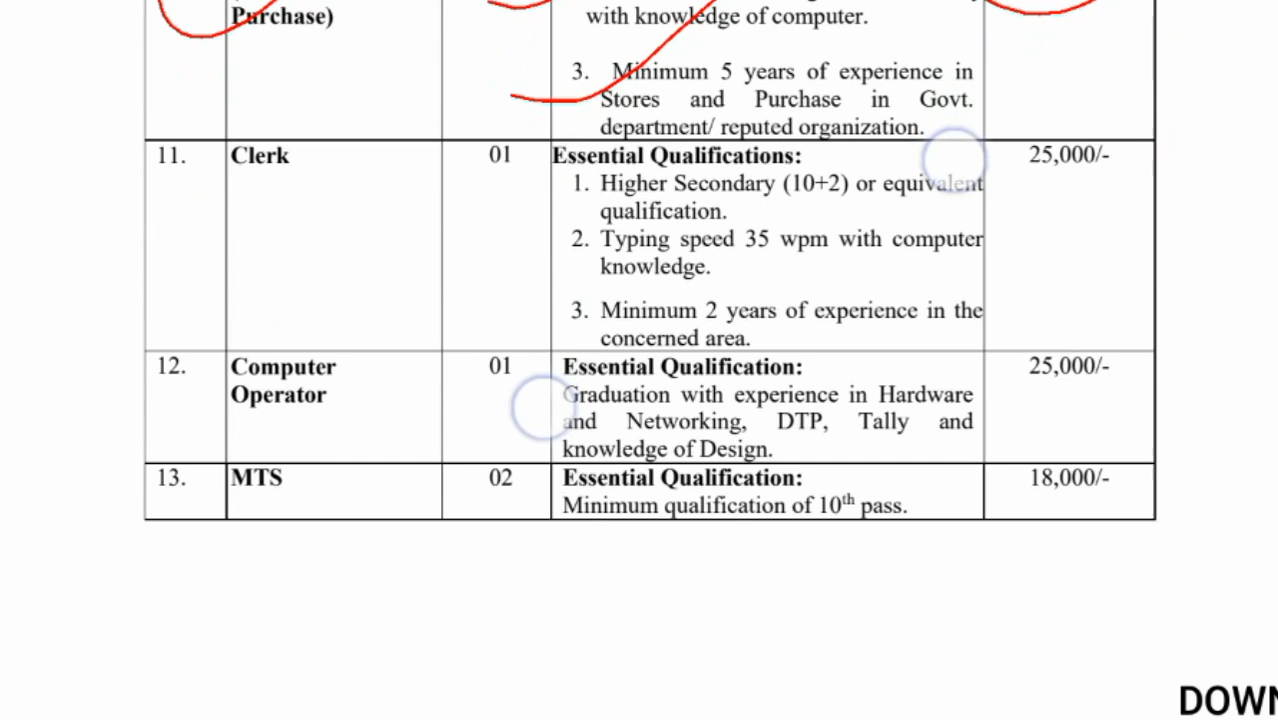 Purchase)
with knowledge of computer.
3. Minimum 5 years of experience in
Stores and Purchase in Govt.
department/ reputed organization.
11. Clerk 01 Essential Qualifications: 25,000/-
1. Higher Secondary (10+2) or equivalent
qualification.
2. Typing speed 35 wpm with computer
knowledge.
3. Minimum 2 years of experience in the
concerned area.
12. Computer 01 Essential Qualification: 25,000/-
Operator Graduation with experience in Hardware
and Networking, DTP, Tally and
knowledge of Design.
13. MTS 02 Essential Qualification: 18,000/-
Minimum qualification of 10th pass.
DOWN